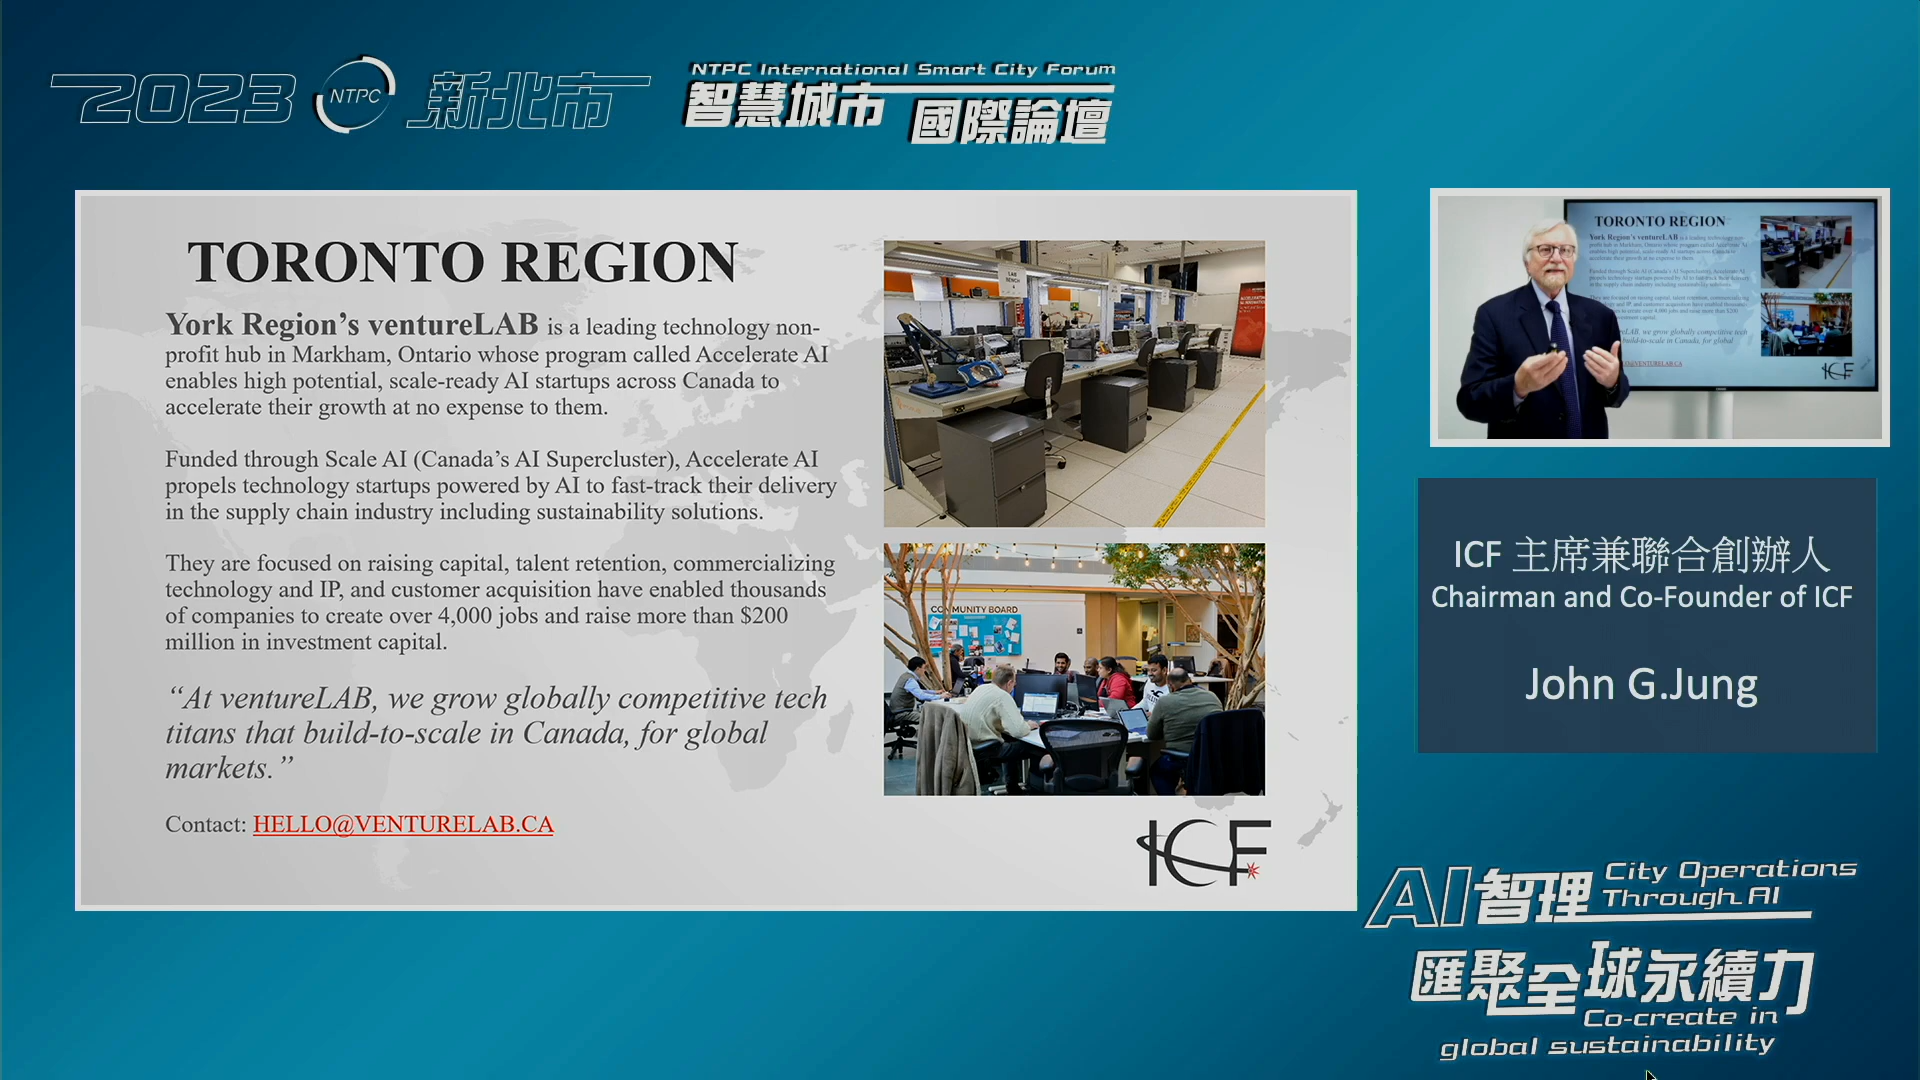 2023 NTPC 新北市
NTPC International Smart City Forum
智慧城市 國際論壇
TORONTO REGION
York Region’s ventureLAB is a leading technology non-
profit hub in Markham, Ontario whose program called Accelerate AI
enables high potential, scale-ready AI startups across Canada to
accelerate their growth at no expense to them.
Funded through Scale AI (Canada’s AI Supercluster), Accelerate AI
propels technology startups powered by AI to fast-track their delivery
in the supply chain industry including sustainability solutions.
They are focused on raising capital, talent retention, commercializing
technology and IP, and customer acquisition have enabled thousands
of companies to create over 4,000 jobs and raise more than $200
million in investment capital.
“At ventureLAB, we grow globally competitive tech
titans that build-to-scale in Canada, for global
markets.”
Contact: HELLO@VENTURELAB.CA
LAB
BENCH
COMMUNITY BOARD
ICF
TORONTO REGION
York Region's ventureLAB
ICF
ICF 主席兼聯合創辦人
Chairman and Co-Founder of ICF
John G.Jung
AI智理 City Operations
Through AI
匯聚全球永續力
Co-create in
global sustainability